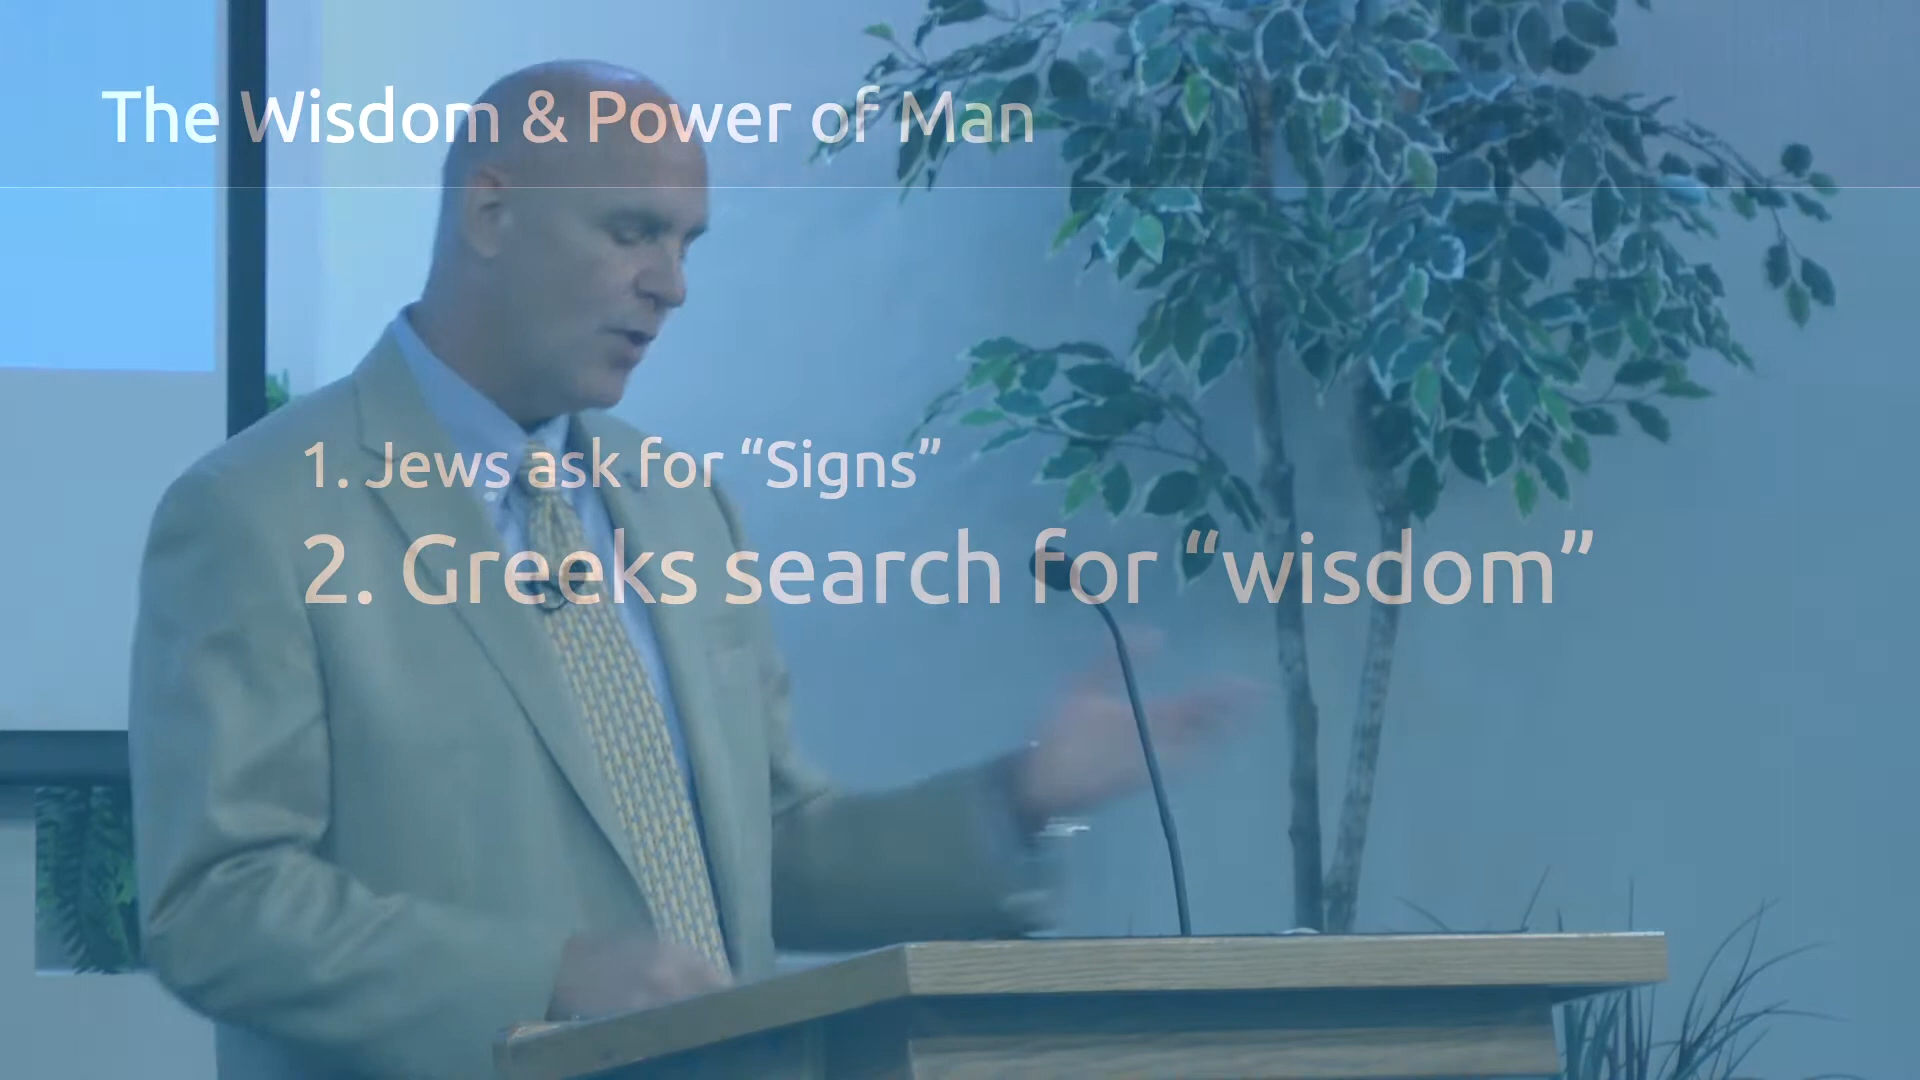 The Wisdom & Power of Man
1. Jews ask for “Signs”
2. Greeks search for “wisdom”